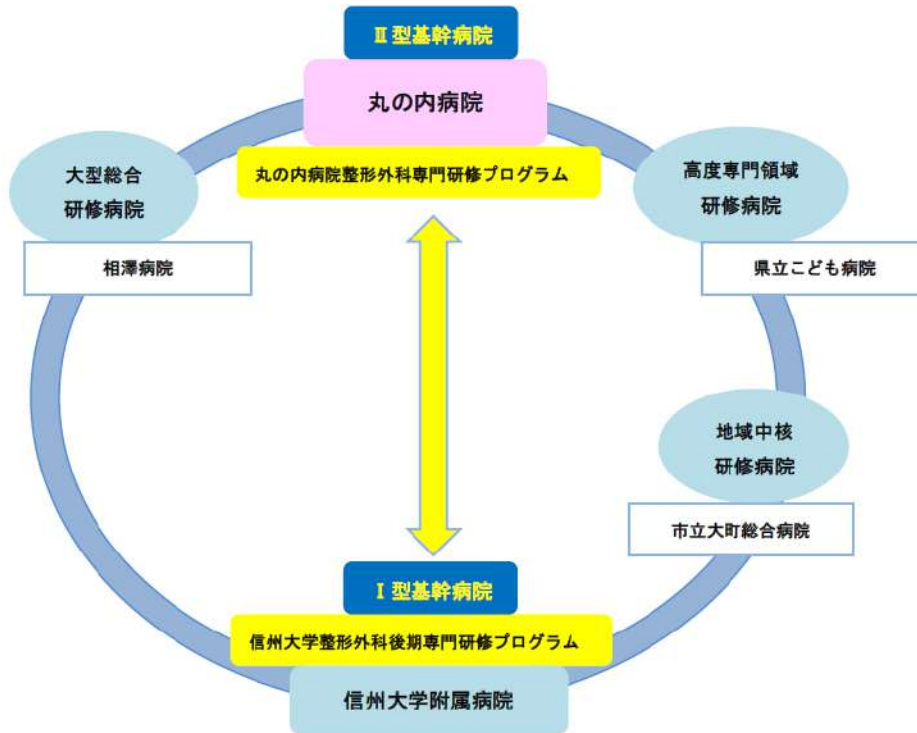 Ⅱ型基幹病院
丸の内病院
丸の内病院整形外科専門研修プログラム
大型総合
研修病院
相澤病院
高度専門領域
研修病院
県立こども病院
地域中核
研修病院
市立大町総合病院
Ⅰ型基幹病院
信州大学整形外科後期専門研修プログラム
信州大学附属病院